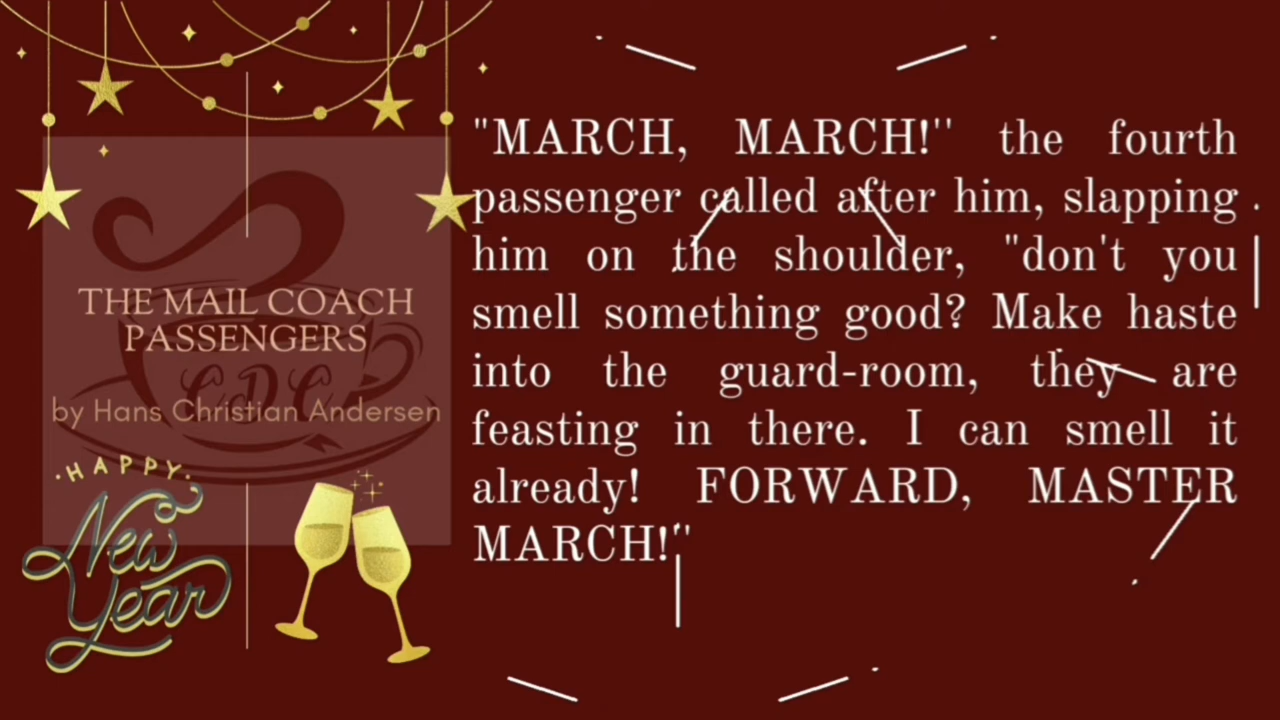 THE MAIL COACH
PASSENGERS
CDC
by Hans Christian Andersen
HAPPY
New
Year
"MARCH, MARCH!'' the fourth
passenger called after him, slapping
him on the shoulder, "don't you
smell something good? Make haste
into the guard-room, they are
feasting in there. I can smell it
already! FORWARD, MASTER
MARCH!''